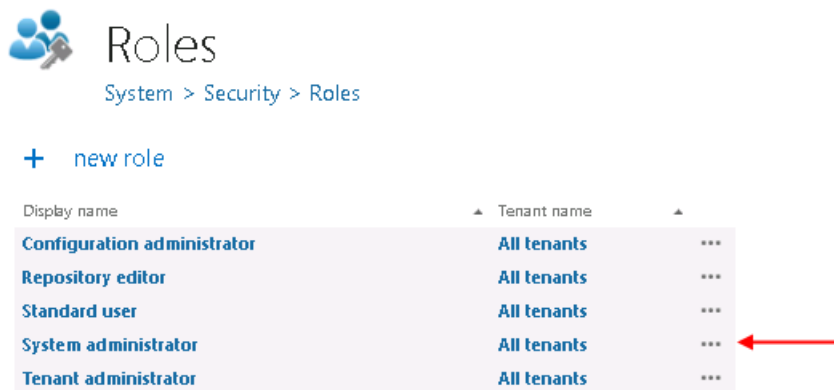 Roles
System > Security > Roles
+ new role
Display name Tenant name
Configuration administrator All tenants ...
Repository editor All tenants ...
Standard user All tenants ...
System administrator All tenants ...
Tenant administrator All tenants ...